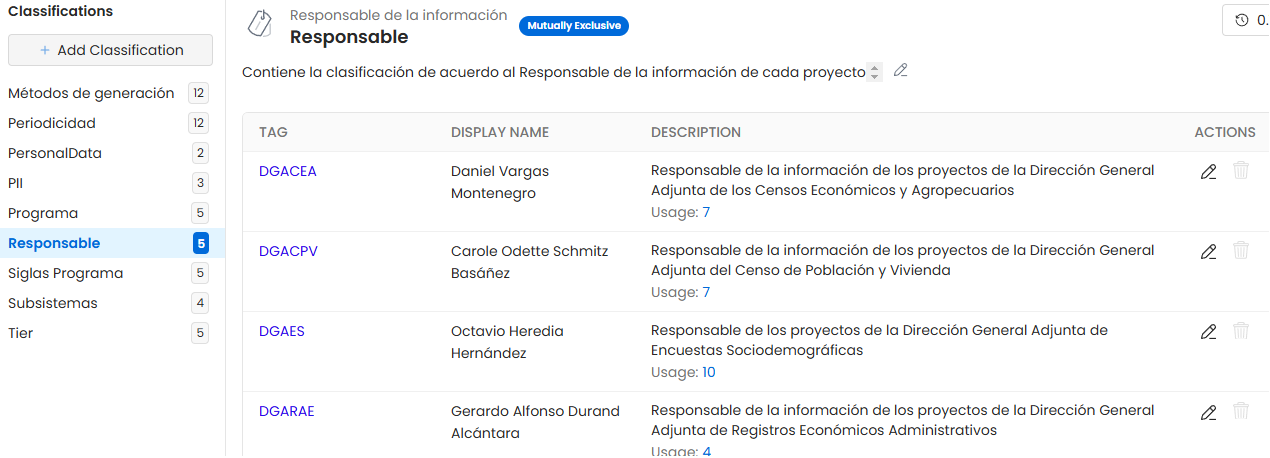 Classifications
+ Add Classification
Métodos de generación 12
Periodicidad 12
PersonalData 2
PII 3
Programa 5
Responsable 5
Siglas Programa 5
Subsistemas 4
Tier 5
Responsable de la información
Responsable
Mutually Exclusive
0.
Contiene la clasificación de acuerdo al Responsable de la información de cada proyecto
TAG DISPLAY NAME DESCRIPTION ACTIONS
DGACEA
Daniel Vargas
Montenegro
Responsable de la información de los proyectos de la Dirección General
Adjunta de los Censos Económicos y Agropecuarios
Usage: 7
DGACPV
Carole Odette Schmitz
Basáñez
Responsable de la información de los proyectos de la Dirección General
Adjunta del Censo de Población y Vivienda
Usage: 7
DGAES
Octavio Heredia
Hernández
Responsable de los proyectos de la Dirección General Adjunta de
Encuestas Sociodemográficas
Usage: 10
DGARAE
Gerardo Alfonso Durand
Alcántara
Responsable de la información de los proyectos de la Dirección General
Adjunta de Registros Económicos Administrativos
Usage: 4